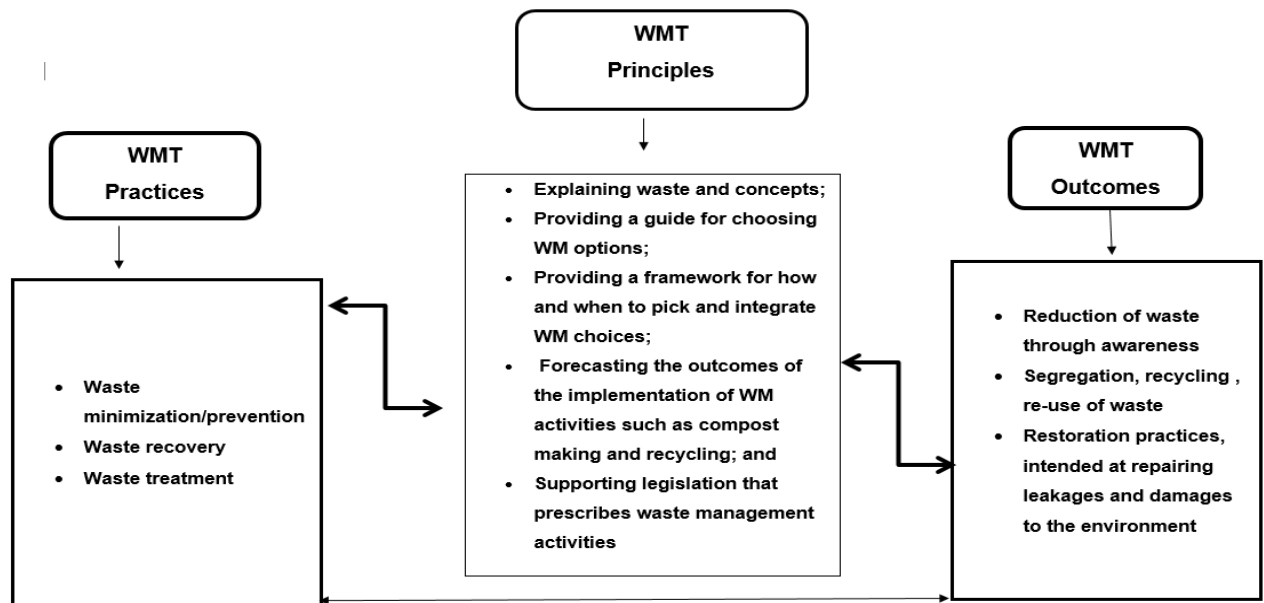 WMT
Principles
WMT
Practices
WMT
Outcomes
• Waste
minimization/prevention
• Waste recovery
• Waste treatment
• Explaining waste and concepts;
• Providing a guide for choosing
WM options;
• Providing a framework for how
and when to pick and integrate
WM choices;
• Forecasting the outcomes of
the implementation of WM
activities such as compost
making and recycling; and
• Supporting legislation that
prescribes waste management
activities
• Reduction of waste
through awareness
• Segregation, recycling ,
re-use of waste
• Restoration practices,
intended at repairing
leakages and damages
to the environment